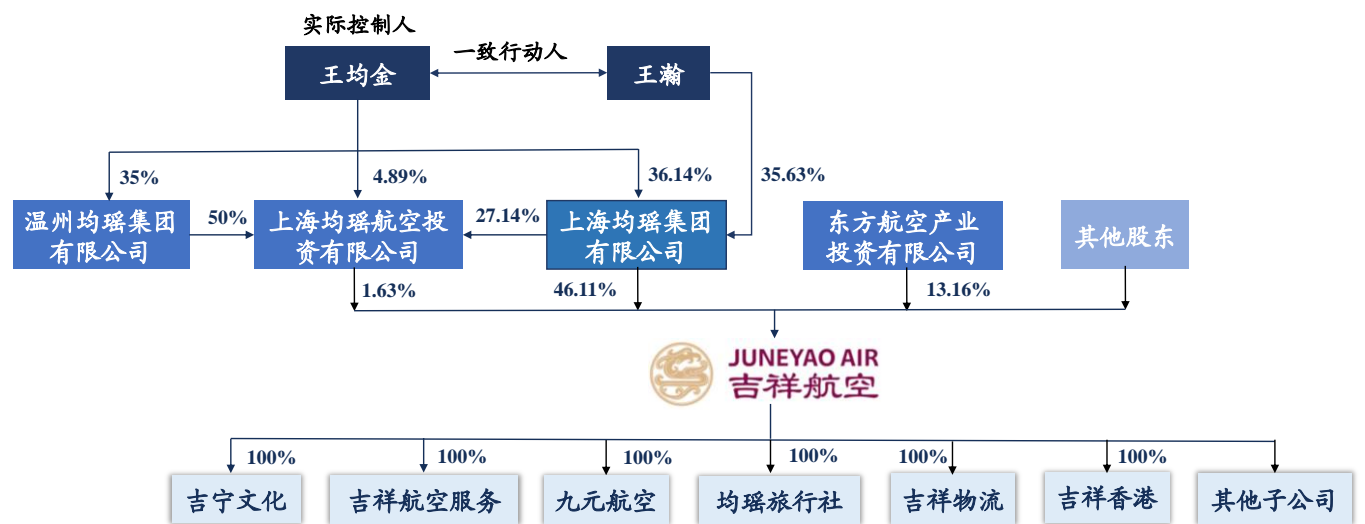 实际控制人
一致行动人
王均金
王瀚
35%
4.89%
36.14%
35.63%
温州均瑶集团
有限公司
50%
上海均瑶航空投
资有限公司
27.14%
上海均瑶集团
有限公司
东方航空产业
投资有限公司
其他股东
1.63%
46.11%
13.16%
JUNEYAO AIR
吉祥航空
100%
100%
100%
100%
100%
100%
吉宁文化
吉祥航空服务
九元航空
均瑶旅行社
吉祥物流
吉祥香港
其他子公司